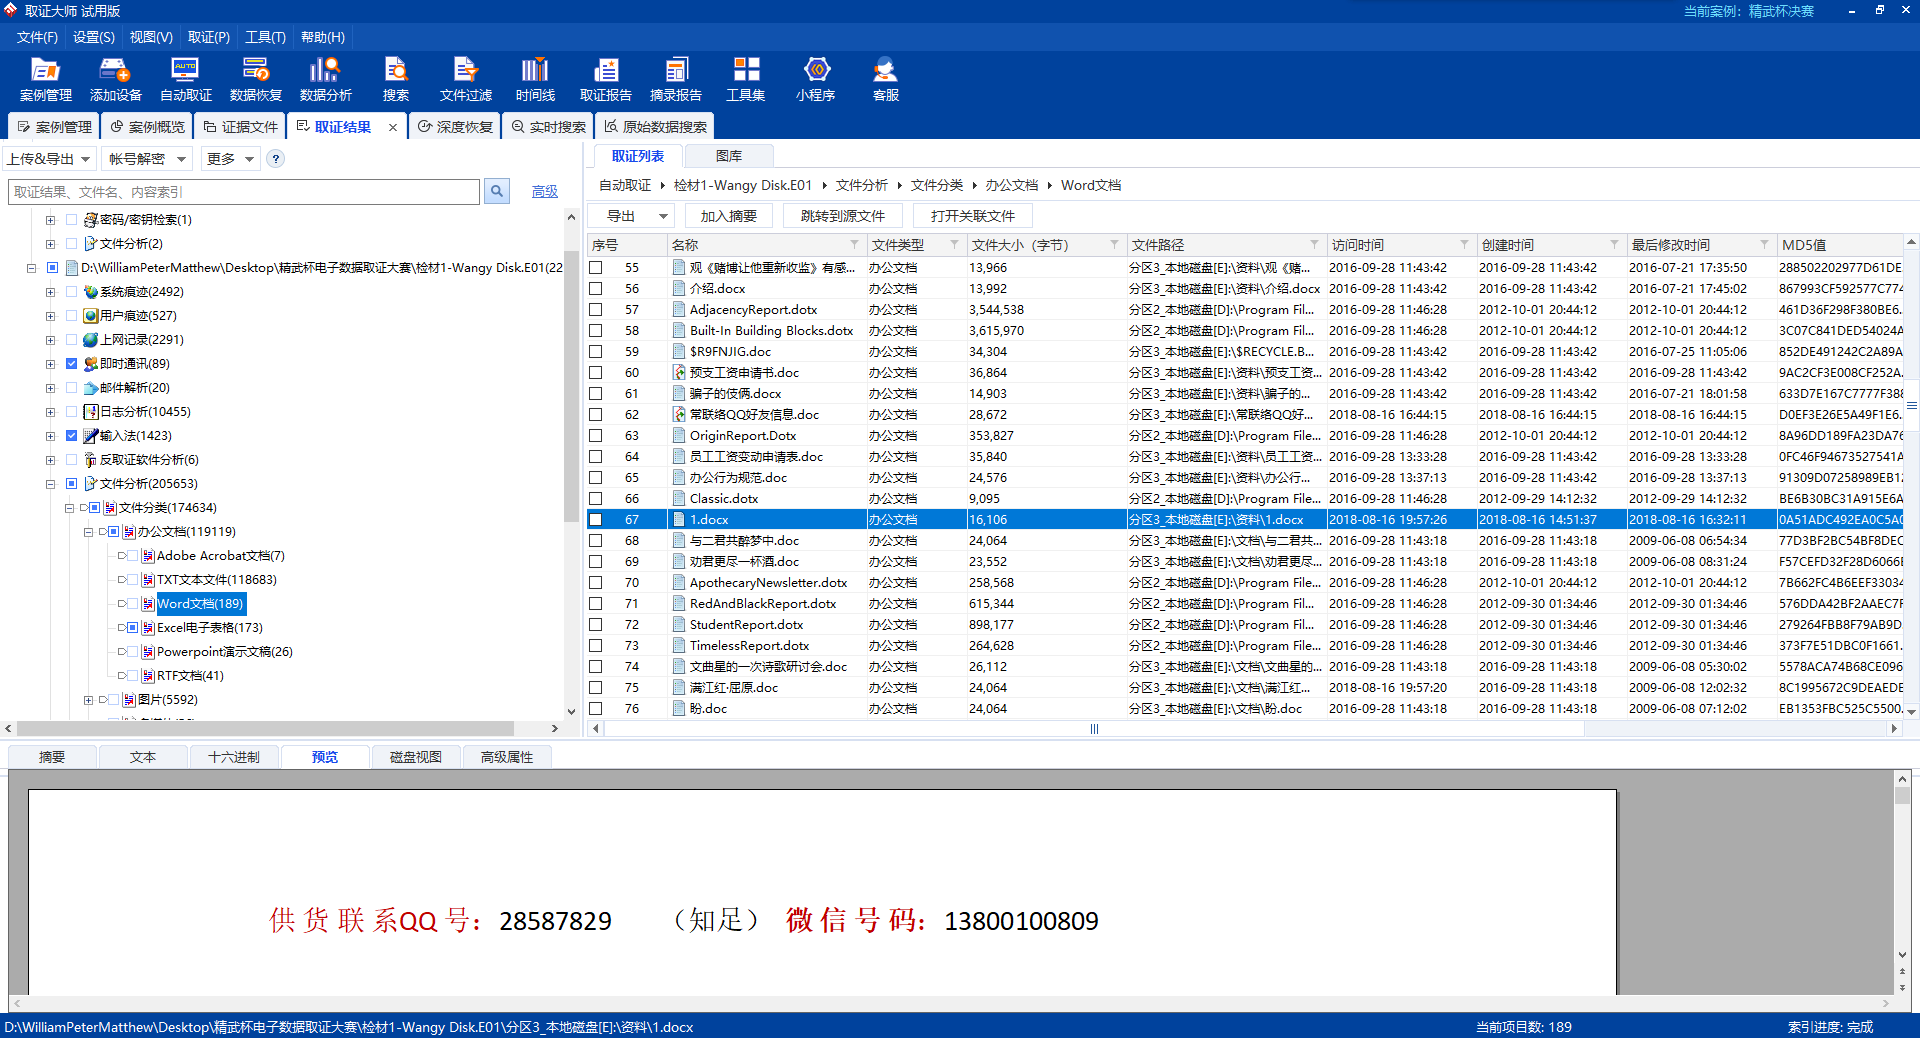 取证大师 试用版
当前案例：精武杯决赛
文件(F) 设置(S) 视图(V) 取证(P) 工具(T) 帮助(H)
案例管理 添加设备 自动取证 数据恢复 数据分析 搜索 文件过滤 时间线 取证报告 摘录报告 工具集 小程序 客服
案例管理 案例概览 证据文件 取证结果 深度恢复 实时搜索 原始数据搜索
上传&导出 帐号解密 更多 ?
取证结果、文件名、内容索引 高级
密码/密钥检索(1)
文件分析(2)
D:\WilliamPeterMatthew\Desktop\精武杯电子数据取证大赛\检材1-Wangy Disk.E01(22
系统痕迹(2492)
用户痕迹(527)
上网记录(2291)
即时通讯(89)
邮件解析(20)
日志分析(10455)
输入法(1423)
反取证软件分析(6)
文件分析(205653)
文件分类(174634)
办公文档(119119)
Adobe Acrobat文档(7)
TXT文本文件(118683)
Word文档(189)
Excel电子表格(173)
Powerpoint演示文稿(26)
RTF文档(41)
图片(5592)
取证列表 图库
自动取证 检材1-Wangy Disk.E01 文件分析 文件分类 办公文档 Word文档
导出 加入摘要 跳转到源文件 打开关联文件
序号 名称 文件类型 文件大小（字节） 文件路径 访问时间 创建时间 最后修改时间 MD5值
55 观《赌博让他重新收监》有感... 办公文档 13,966 分区3_本地磁盘[E]:\资料\观《赌... 2016-09-28 11:43:42 2016-09-28 11:43:42 2016-07-21 17:35:50 288502202977D61DE
56 介绍.docx 办公文档 13,992 分区3_本地磁盘[E]:\资料\介绍.docx 2016-09-28 11:43:42 2016-09-28 11:43:42 2016-07-21 17:45:02 867993CF592577C774
57 AdjacencyReport.dotx 办公文档 3,544,538 分区2_本地磁盘[D]:\Program Fil... 2016-09-28 11:46:28 2012-10-01 20:44:12 2012-10-01 20:44:12 461D36F298F380BE6.
58 Built-In Building Blocks.dotx 办公文档 3,615,970 分区2_本地磁盘[D]:\Program Fil... 2016-09-28 11:46:28 2012-10-01 20:44:12 2012-10-01 20:44:12 3C07C841DED54024A
59 $R9FNJIG.doc 办公文档 34,304 分区3_本地磁盘[E]:\$RECYCLE.B... 2016-09-28 11:43:42 2016-09-28 11:43:42 2016-07-25 11:05:06 852DE491242C2A89A
60 预支工资申请书.doc 办公文档 36,864 分区3_本地磁盘[E]:\资料\预支工资... 2016-09-28 11:43:42 2016-09-28 11:43:42 2016-09-28 11:43:42 9AC2CF3E008CF252A.
61 骗子的伎俩.docx 办公文档 14,903 分区3_本地磁盘[E]:\资料\骗子的... 2016-09-28 11:43:42 2016-09-28 11:43:42 2016-07-21 18:01:58 633D7E167C7777F388
62 常联络QQ好友信息.doc 办公文档 28,672 分区3_本地磁盘[E]:\常联络QQ好... 2018-08-16 16:44:15 2018-08-16 16:44:15 2018-08-16 16:44:15 D0EF3E26E5A49F1E6.
63 OriginReport.Dotx 办公文档 353,827 分区2_本地磁盘[D]:\Program File... 2016-09-28 11:46:28 2012-10-01 20:44:12 2012-10-01 20:44:12 8A96DD189FA23DA76
64 员工工资变动申请表.doc 办公文档 35,840 分区3_本地磁盘[E]:\资料\员工工资... 2016-09-28 13:33:28 2016-09-28 11:43:42 2016-09-28 13:33:28 0FC46F94673527541A
65 办公行为规范.doc 办公文档 24,576 分区3_本地磁盘[E]:\资料\办公行... 2016-09-28 13:37:13 2016-09-28 11:43:42 2016-09-28 13:37:13 91309D07258989EB12
66 Classic.dotx 办公文档 9,095 分区2_本地磁盘[D]:\Program File... 2016-09-28 11:46:28 2012-09-29 14:12:32 2012-09-29 14:12:32 BE6B30BC31A915E6A
67 1.docx 办公文档 16,106 分区3_本地磁盘[E]:\资料\1.docx 2018-08-16 19:57:26 2018-08-16 14:51:37 2018-08-16 16:32:11 0A51ADC492EA0C5A0
68 与二君共醉梦中.doc 办公文档 24,064 分区3_本地磁盘[E]:\文档\与二君共... 2016-09-28 11:43:18 2016-09-28 11:43:18 2009-06-08 06:54:34 77D3BF2BC54BF8DEC
69 劝君更尽一杯酒.doc 办公文档 23,552 分区3_本地磁盘[E]:\文档\劝君更尽... 2016-09-28 11:43:18 2016-09-28 11:43:18 2009-06-08 08:31:24 F57CEFD32F28D6066E
70 ApothecaryNewsletter.dotx 办公文档 258,568 分区2_本地磁盘[D]:\Program File... 2016-09-28 11:46:28 2012-10-01 20:44:12 2012-10-01 20:44:12 7B662FC4B6EEF33034
71 RedAndBlackReport.dotx 办公文档 615,344 分区2_本地磁盘[D]:\Program File... 2016-09-28 11:46:28 2012-09-30 01:34:46 2012-09-30 01:34:46 576DDA42BF2AAEC7F
72 StudentReport.dotx 办公文档 898,177 分区2_本地磁盘[D]:\Program Fil... 2016-09-28 11:46:28 2012-09-30 01:34:46 2012-09-30 01:34:46 279264FBB8F79AB9D
73 TimelessReport.dotx 办公文档 264,628 分区2_本地磁盘[D]:\Program Fil... 2016-09-28 11:46:28 2012-09-30 01:34:46 2012-09-30 01:34:46 373F7E51DBC0F1661.
74 文曲星的一次诗歌研讨会.doc 办公文档 26,112 分区3_本地磁盘[E]:\文档\文曲星的... 2016-09-28 11:43:18 2016-09-28 11:43:18 2009-06-08 05:30:02 5578ACA74B68CE096
75 满江红·屈原.doc 办公文档 24,064 分区3_本地磁盘[E]:\文档\满江红... 2018-08-16 19:57:20 2016-09-28 11:43:18 2009-06-08 12:02:32 8C1995672C9DEAEDE
76 盼.doc 办公文档 24,064 分区3_本地磁盘[E]:\文档\盼.doc 2016-09-28 11:43:18 2016-09-28 11:43:18 2009-06-08 07:12:02 EB1353FBC525C5500.
摘要 文本 十六进制 预览 磁盘视图 高级属性
供货联系QQ号：28587829 （知足） 微信号码：13800100809
D:\WilliamPeterMatthew\Desktop\精武杯电子数据取证大赛\检材1-Wangy Disk.E01\分区3_本地磁盘[E]:\资料\1.docx 当前项目数: 189 索引进度: 完成